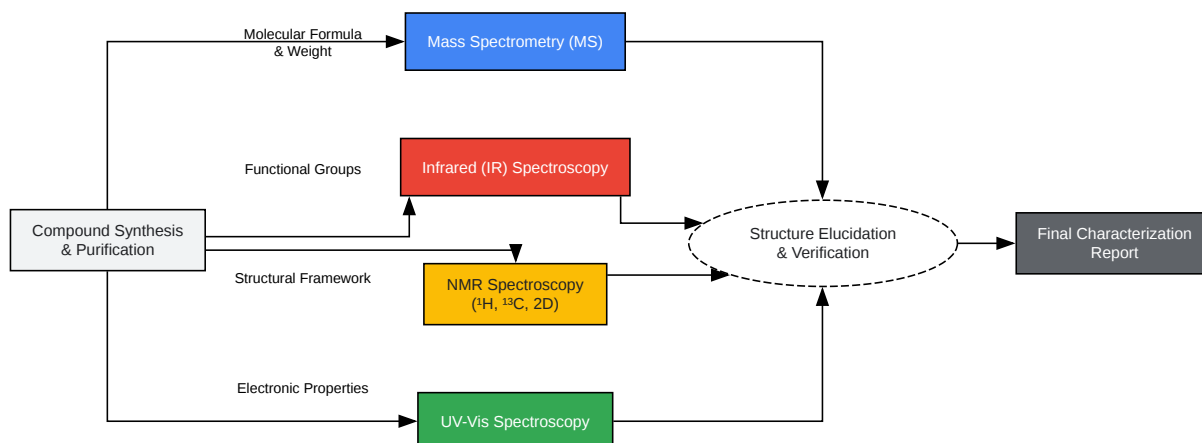 Molecular Formula
& Weight
Mass Spectrometry (MS)
Functional Groups
Infrared (IR) Spectroscopy
Compound Synthesis
& Purification
Structure Elucidation
& Verification
Final Characterization
Report
Structural Framework
NMR Spectroscopy
(¹H, ¹³C, 2D)
Electronic Properties
UV-Vis Spectroscopy